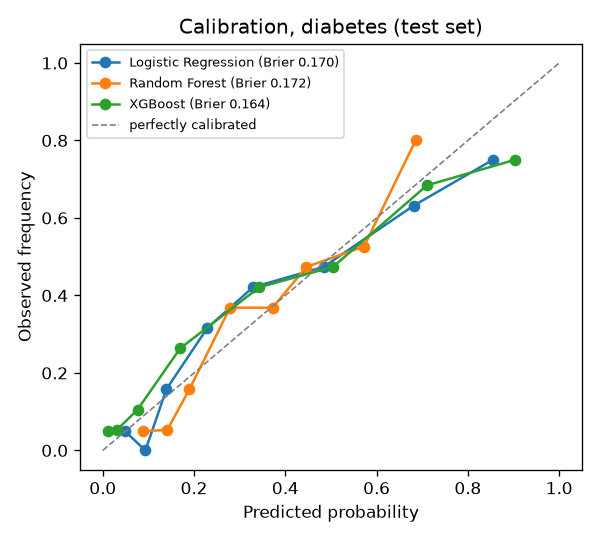 Calibration, diabetes (test set)
Logistic Regression (Brier 0.170)
Random Forest (Brier 0.172)
XGBoost (Brier 0.164)
perfectly calibrated
Observed frequency
1.0
0.8
0.6
0.4
0.2
0.0
0.0 0.2 0.4 0.6 0.8 1.0
Predicted probability